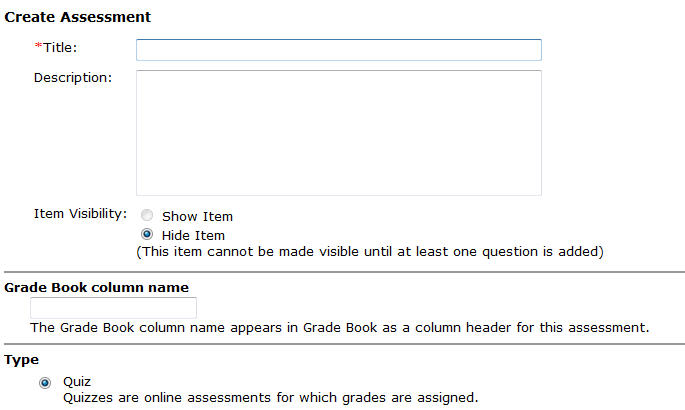 Create Assessment
*Title:
Description:
Item Visibility:
Show Item
Hide Item
(This item cannot be made visible until at least one question is added)
Grade Book column name
The Grade Book column name appears in Grade Book as a column header for this assessment.
Type
Quiz
Quizzes are online assessments for which grades are assigned.